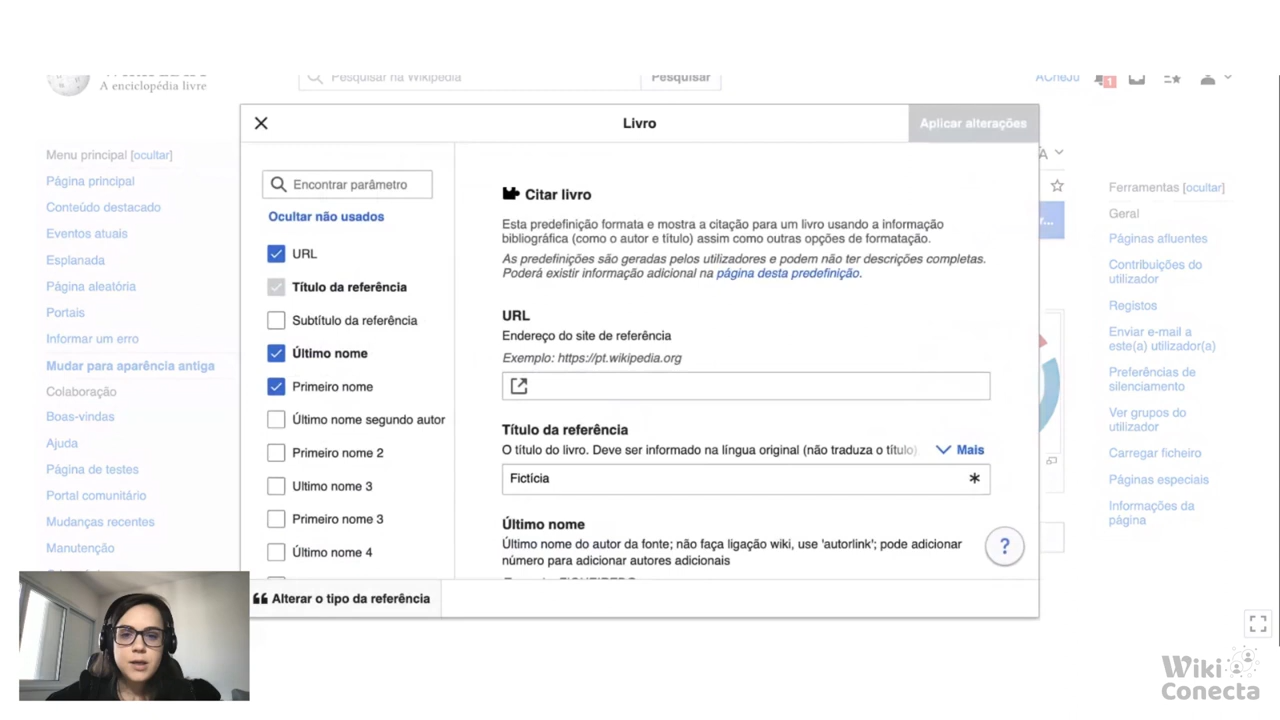 A enciclopédia livre
Pesquisar na Wikipédia
Pesquisar
ACheJu
1
Livro
Aplicar alterações
Menu principal [ocultar]
Página principal
Conteúdo destacado
Eventos atuais
Esplanada
Página aleatória
Portais
Informar um erro
Mudar para aparência antiga
Colaboração
Boas-vindas
Ajuda
Página de testes
Portal comunitário
Mudanças recentes
Manutenção
Encontrar parâmetro
Ocultar não usados
URL
Título da referência
Subtítulo da referência
Último nome
Primeiro nome
Último nome segundo autor
Primeiro nome 2
Ultimo nome 3
Primeiro nome 3
Último nome 4
Alterar o tipo da referência
Citar livro
Esta predefinição formata e mostra a citação para um livro usando a informação
bibliográfica (como o autor e título) assim como outras opções de formatação.
As predefinições são geradas pelos utilizadores e podem não ter descrições completas.
Poderá existir informação adicional na página desta predefinição.
URL
Endereço do site de referência
Exemplo: https://pt.wikipedia.org
Título da referência
O título do livro. Deve ser informado na língua original (não traduza o título)
Mais
Fictícia
*
Último nome
Último nome do autor da fonte; não faça ligação wiki, use 'autorlink'; pode adicionar
número para adicionar autores adicionais
?
Ferramentas [ocultar]
Geral
Páginas afluentes
Contribuições do
utilizador
Registos
Enviar e-mail a
este(a) utilizador(a)
Preferências de
silenciamento
Ver grupos do
utilizador
Carregar ficheiro
Páginas especiais
Informações da
página
Wiki
Conecta